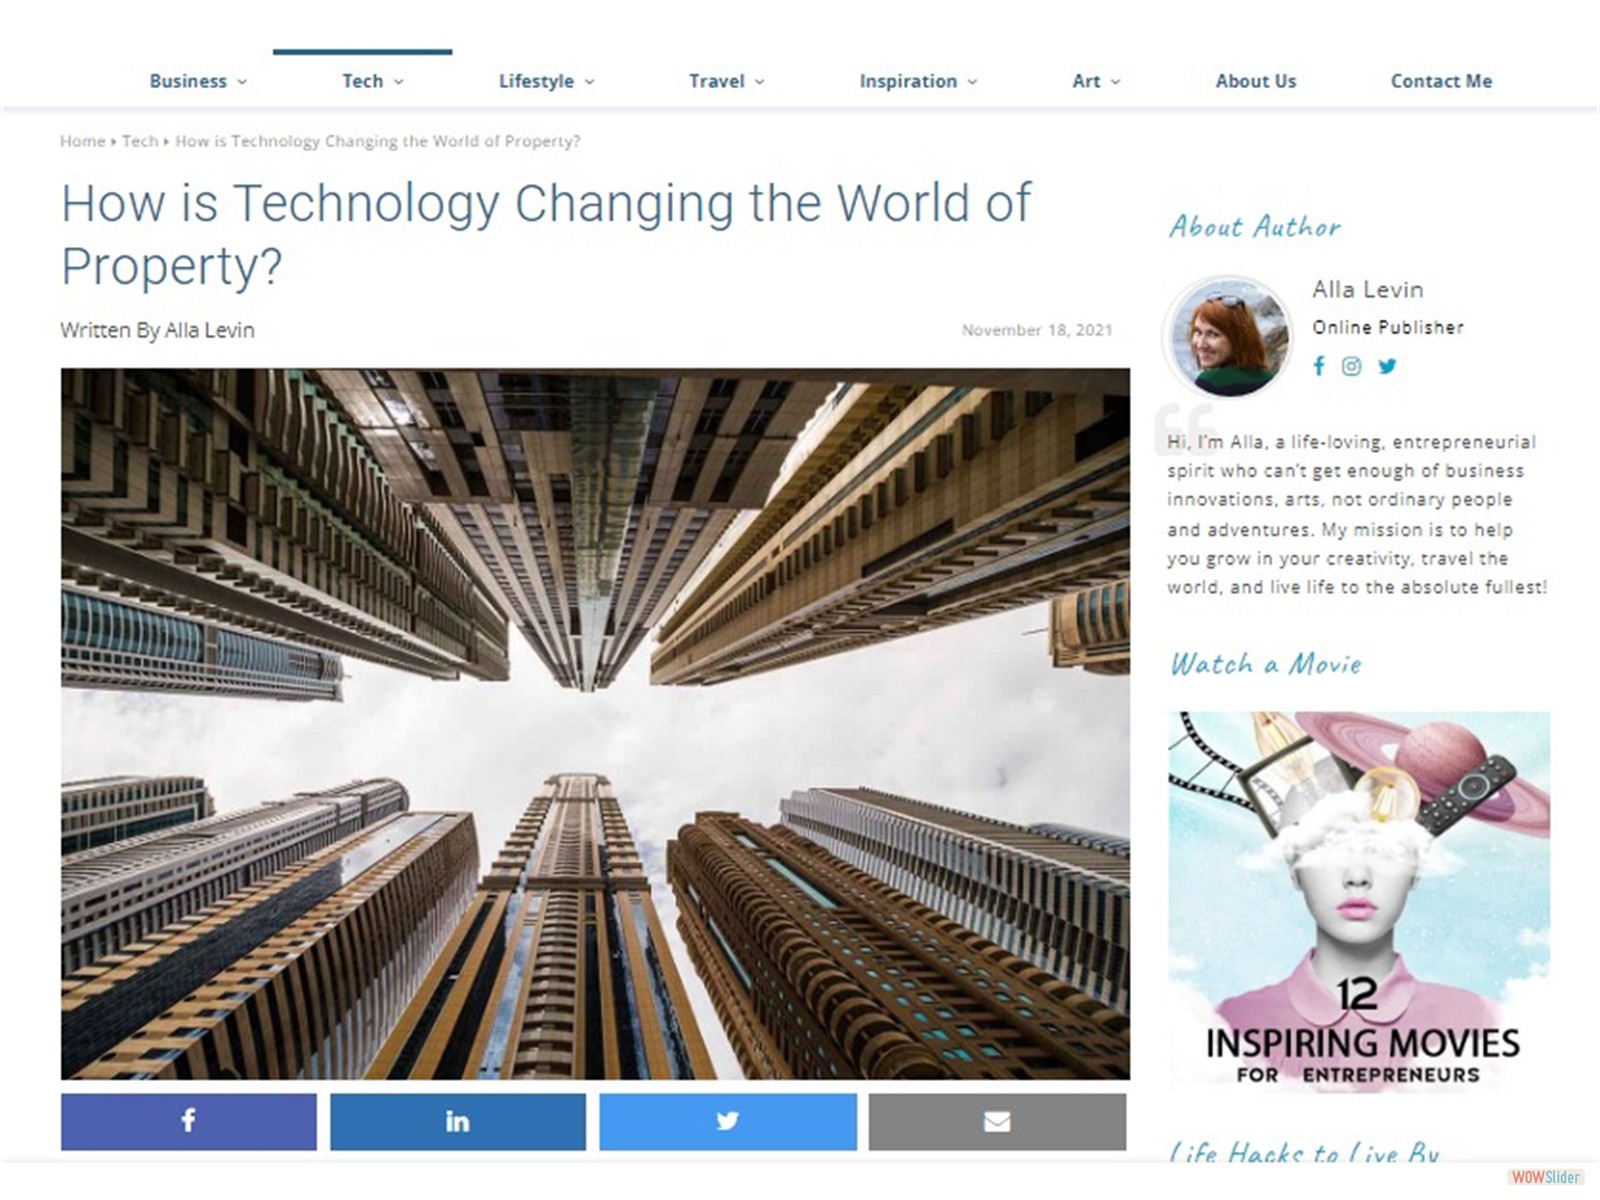 Business
Tech
Lifestyle
Travel
Inspiration
Art
About Us
Contact Me
Home
Tech
How is Technology Changing the World of Property?
How is Technology Changing the World of
Property?
Written By Alla Levin
November 18, 2021
About Author
Alla Levin
Online Publisher
Hi, I'm Alla, a life-loving, entrepreneurial
spirit who can't get enough of business
innovations, arts, not ordinary people
and adventures. My mission is to help
you grow in your creativity, travel the
world, and live life to the absolute fullest!
Watch a Movie
12
INSPIRING MOVIES
FOR ENTREPRENEURS
Life Hacks to Live By
WOWSlider